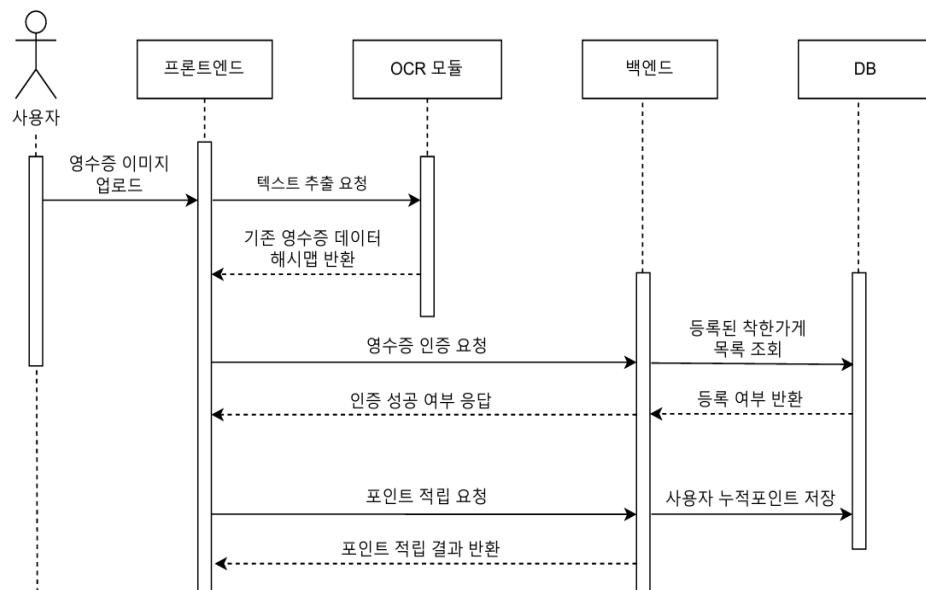 프론트엔드
OCR 모듈
백엔드
DB
사용자
영수증 이미지
업로드
텍스트 추출 요청
기존 영수증 데이터
해시맵 반환
영수증 인증 요청
등록된 착한가게
목록 조회
인증 성공 여부 응답
등록 여부 반환
포인트 적립 요청
사용자 누적포인트 저장
포인트 적립 결과 반환